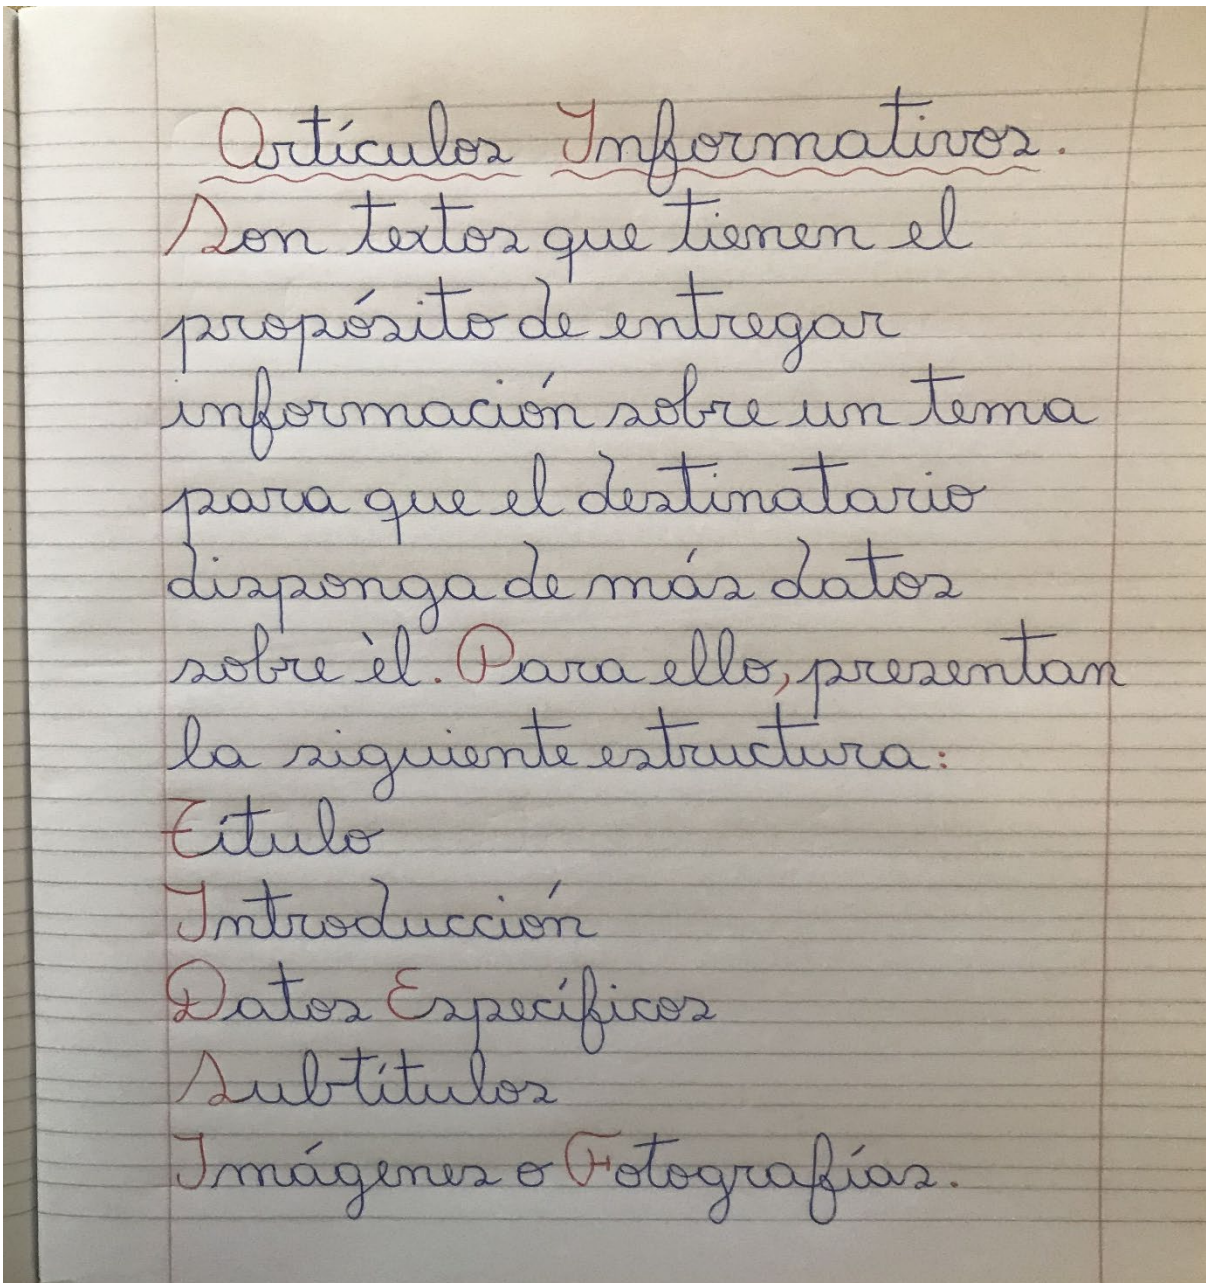 Artículos Informativos.
Son textos que tienen el
propósito de entregar
información sobre un tema
para que el destinatario
disponga de más datos
sobre èl. Para ello, presentan
la siguiente estructura:
Título
Introducción
Datos Específicos
Subtítulos
Imágenes o Fotografías.